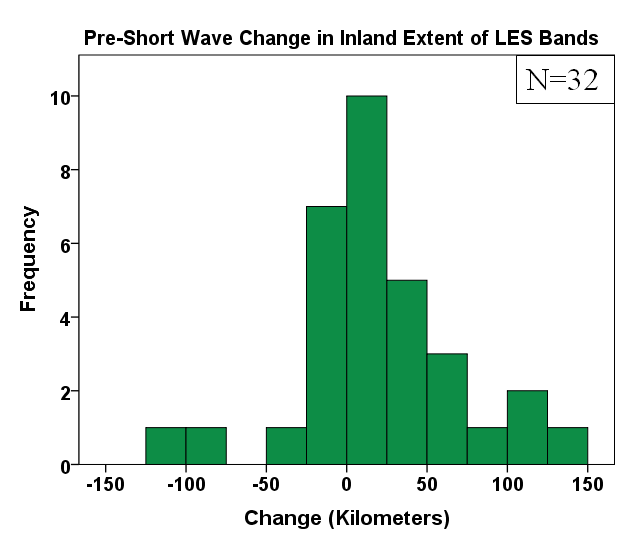 Pre-Short Wave Change in Inland Extent of LES Bands
N=32
10
8
6
4
2
0
Frequency
-150 -100 -50 0 50 100 150
Change (Kilometers)